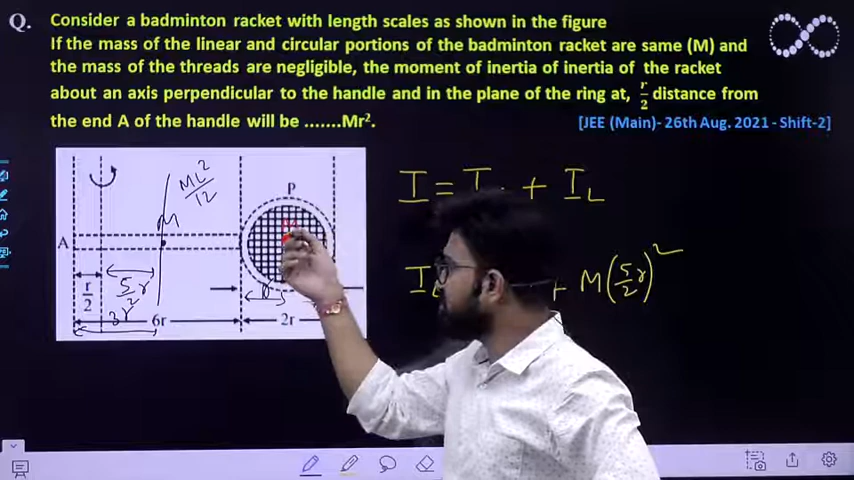 Q. Consider a badminton racket with length scales as shown in the figure
If the mass of the linear and circular portions of the badminton racket are same (M) and
the mass of the threads are negligible, the moment of inertia of inertia of the racket
about an axis perpendicular to the handle and in the plane of the ring at, r/2 distance from
the end A of the handle will be .......Mr².
[JEE (Main)- 26th Aug. 2021 - Shift-2]
ML²/12
P
M
A
I = I + I_L
I + M(5/2 r)²
r/2
5/2 r
3r
6r
2r